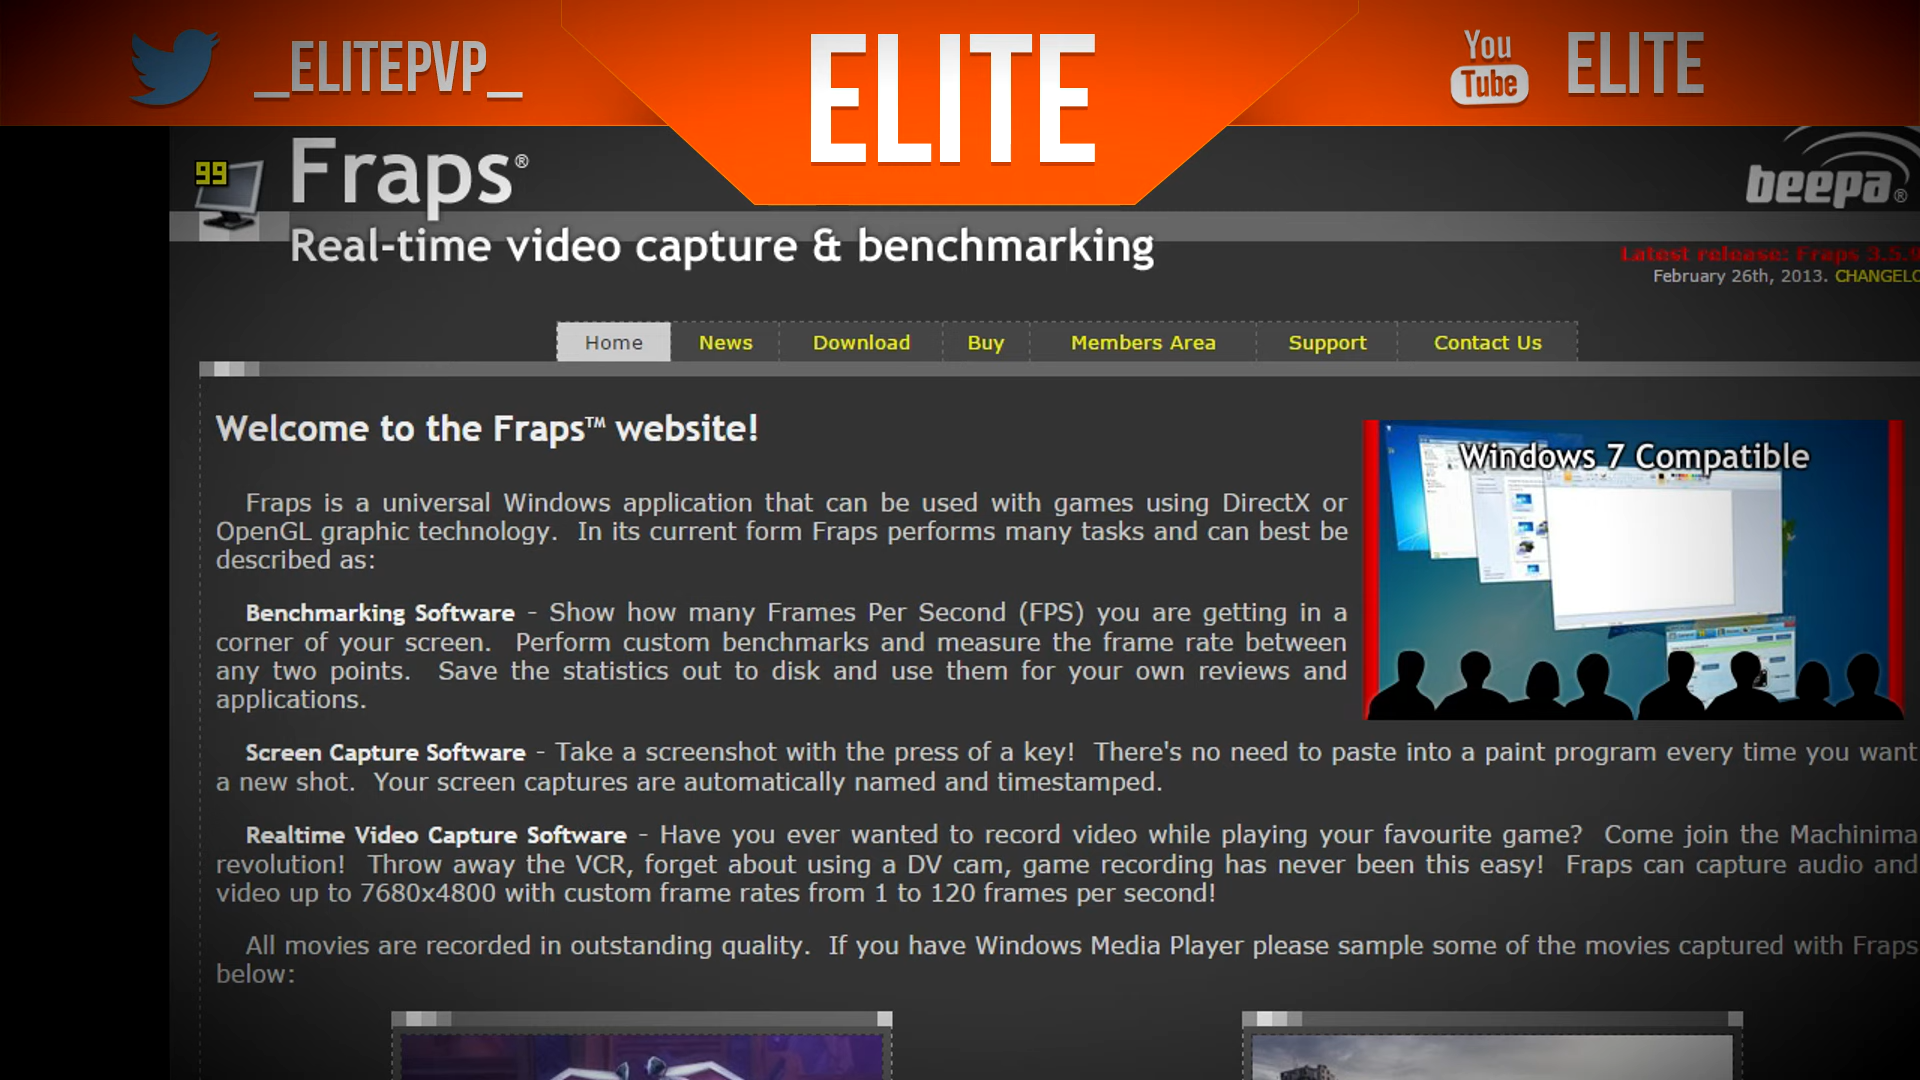 _ELITEPVP_
ELITE
You
Tube
ELITE
99
Fraps®
beepa®
Real-time video capture & benchmarking
Latest release: Fraps 3.5.9
February 26th, 2013. CHANGELO
Home
News
Download
Buy
Members Area
Support
Contact Us
Welcome to the Fraps™ website!
Windows 7 Compatible
Fraps is a universal Windows application that can be used with games using DirectX or
OpenGL graphic technology. In its current form Fraps performs many tasks and can best be
described as:
Benchmarking Software - Show how many Frames Per Second (FPS) you are getting in a
corner of your screen. Perform custom benchmarks and measure the frame rate between
any two points. Save the statistics out to disk and use them for your own reviews and
applications.
Screen Capture Software - Take a screenshot with the press of a key! There's no need to paste into a paint program every time you want
a new shot. Your screen captures are automatically named and timestamped.
Realtime Video Capture Software - Have you ever wanted to record video while playing your favourite game? Come join the Machinima
revolution! Throw away the VCR, forget about using a DV cam, game recording has never been this easy! Fraps can capture audio and
video up to 7680x4800 with custom frame rates from 1 to 120 frames per second!
All movies are recorded in outstanding quality. If you have Windows Media Player please sample some of the movies captured with Fraps
below: